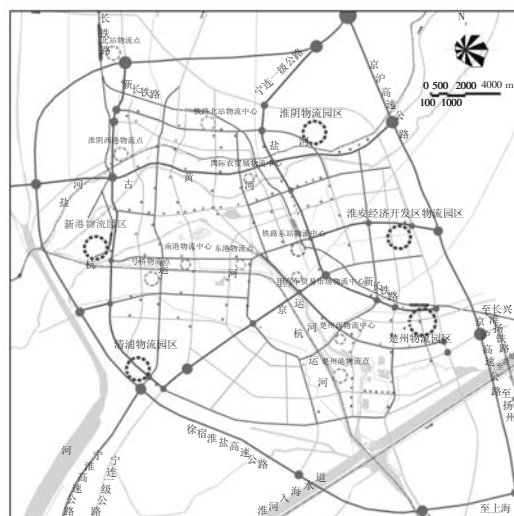 长铁路
北站物流点
新长铁路
宁连一级公路
京沪高速公路
N
0 500 2000 4000 m
100 1000
铁路北站物流中心
淮阴物流园区
盐河
淮阴西港物流点
国际农贸城物流中心
古黄河
盐河
新港物流园区
淮安经济开发区物流园区
铁路东站物流中心
南港物流中心
东港物流点
杭
运
河
新长铁路
里
运
河
京
杭
运
河
楚州西物流中心
楚州港物流点
楚州物流园区
清浦物流园区
至长兴
至扬州
京沪高速公路
徐宿淮盐高速公路
宁淮高速公路
宁连一级公路
河
淮河入海水道
至上海